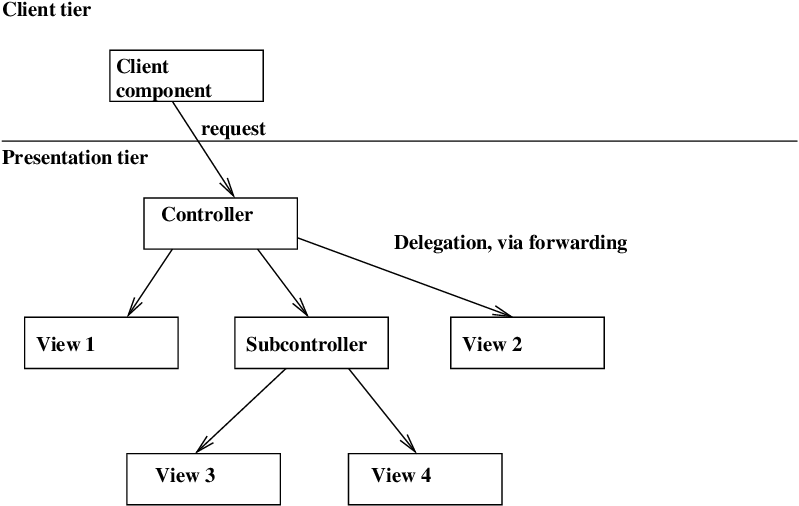 Client tier
Client
component
request
Presentation tier
Controller
Delegation, via forwarding
View 1
Subcontroller
View 2
View 3
View 4